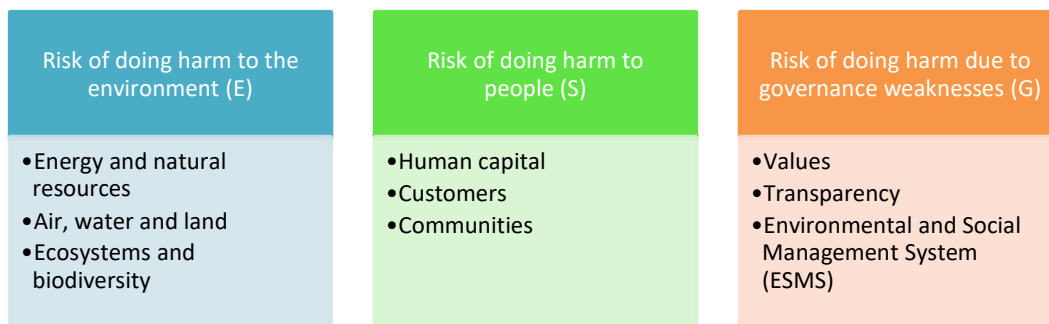 Risk of doing harm to the
environment (E)
•Energy and natural
resources
•Air, water and land
•Ecosystems and
biodiversity
Risk of doing harm to
people (S)
•Human capital
•Customers
•Communities
Risk of doing harm due to
governance weaknesses (G)
•Values
•Transparency
•Environmental and Social
Management System
(ESMS)